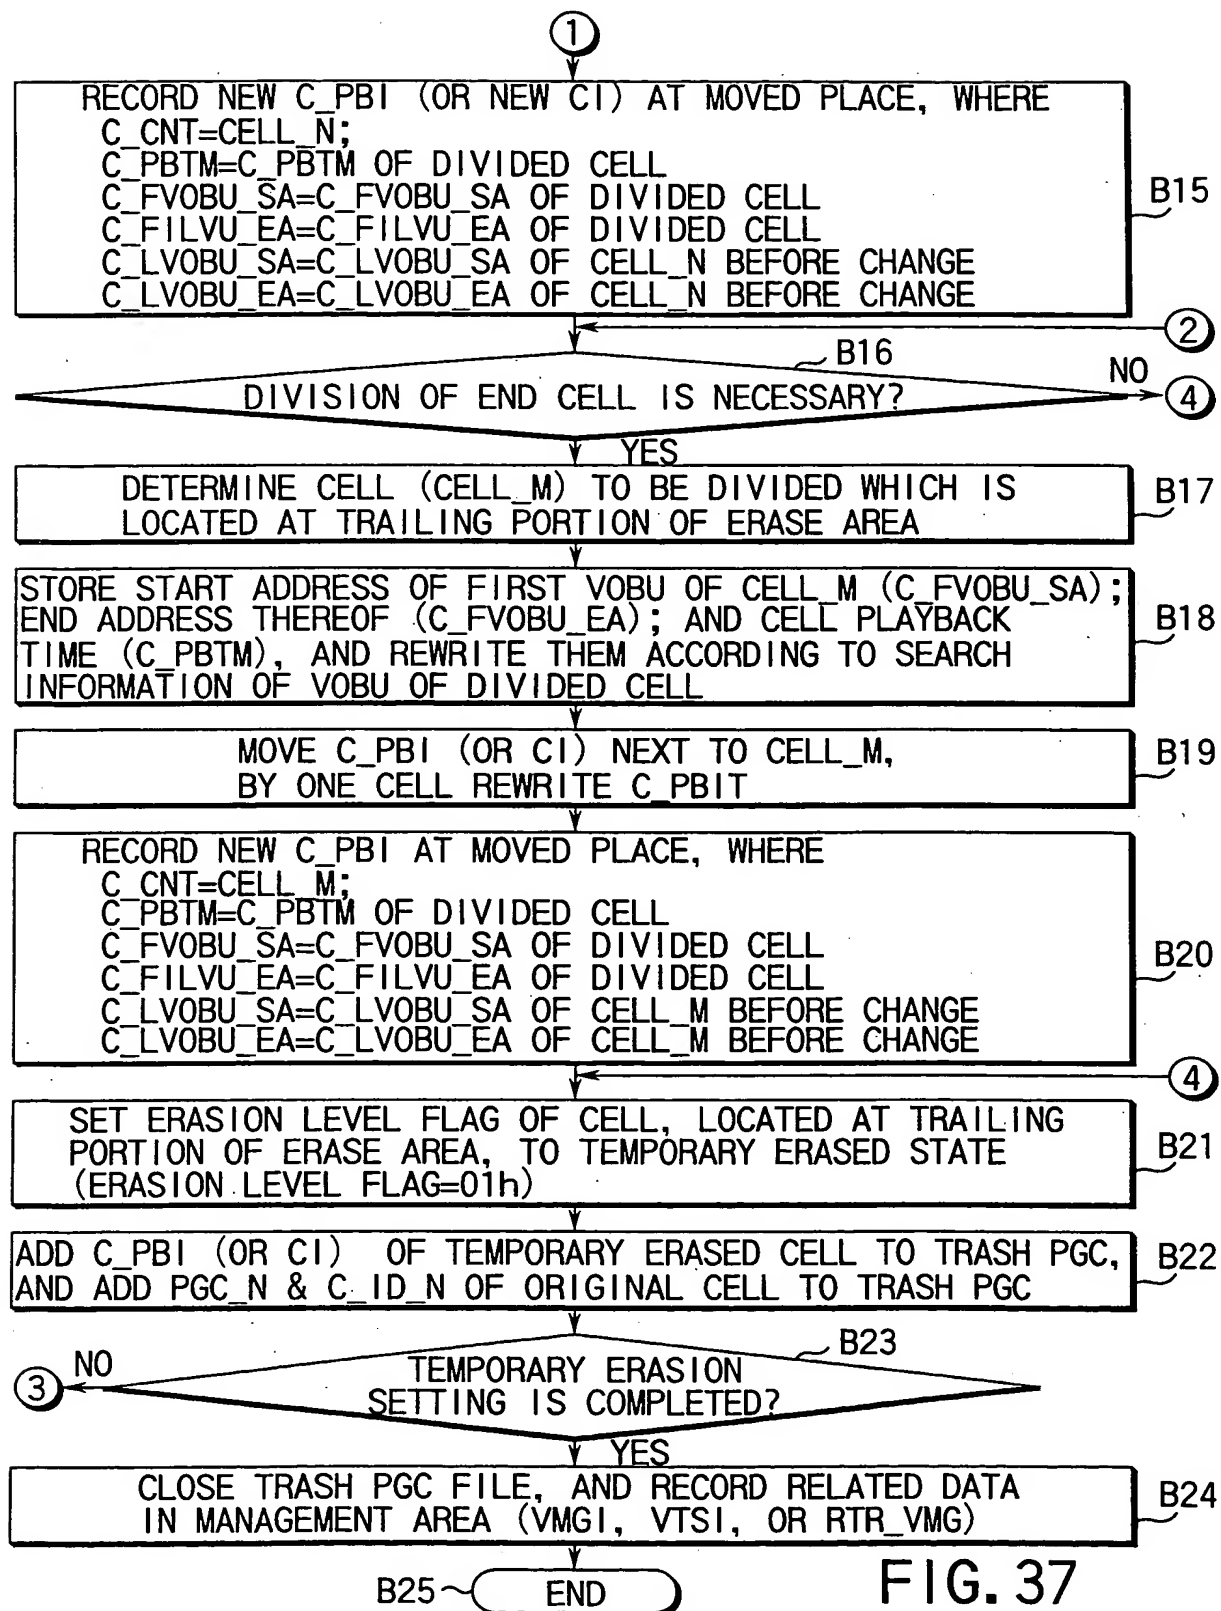 1
RECORD NEW C_PBI (OR NEW CI) AT MOVED PLACE, WHERE
C_CNT=CELL_N;
C_PBTM=C_PBTM OF DIVIDED CELL
C_FVOBU_SA=C_FVOBU_SA OF DIVIDED CELL
C_FILVU_EA=C_FILVU_EA OF DIVIDED CELL
C_LVOBU_SA=C_LVOBU_SA OF CELL_N BEFORE CHANGE
C_LVOBU_EA=C_LVOBU_EA OF CELL_N BEFORE CHANGE
B15
2
B16
DIVISION OF END CELL IS NECESSARY?
NO
4
YES
DETERMINE CELL (CELL_M) TO BE DIVIDED WHICH IS
LOCATED AT TRAILING PORTION OF ERASE AREA
B17
STORE START ADDRESS OF FIRST VOBU OF CELL_M (C_FVOBU_SA);
END ADDRESS THEREOF (C_FVOBU_EA); AND CELL PLAYBACK
TIME (C_PBTM), AND REWRITE THEM ACCORDING TO SEARCH
INFORMATION OF VOBU OF DIVIDED CELL
B18
MOVE C_PBI (OR CI) NEXT TO CELL_M,
BY ONE CELL REWRITE C_PBIT
B19
RECORD NEW C_PBI AT MOVED PLACE, WHERE
C_CNT=CELL_M;
C_PBTM=C_PBTM OF DIVIDED CELL
C_FVOBU_SA=C_FVOBU_SA OF DIVIDED CELL
C_FILVU_EA=C_FILVU_EA OF DIVIDED CELL
C_LVOBU_SA=C_LVOBU_SA OF CELL_M BEFORE CHANGE
C_LVOBU_EA=C_LVOBU_EA OF CELL_M BEFORE CHANGE
B20
4
SET ERASION LEVEL FLAG OF CELL, LOCATED AT TRAILING
PORTION OF ERASE AREA, TO TEMPORARY ERASED STATE
(ERASION LEVEL FLAG=01h)
B21
ADD C_PBI (OR CI) OF TEMPORARY ERASED CELL TO TRASH PGC,
AND ADD PGC_N & C_ID_N OF ORIGINAL CELL TO TRASH PGC
B22
B23
TEMPORARY ERASION
SETTING IS COMPLETED?
NO
3
YES
CLOSE TRASH PGC FILE, AND RECORD RELATED DATA
IN MANAGEMENT AREA (VMGI, VTSI, OR RTR_VMG)
B24
B25
END
FIG. 37